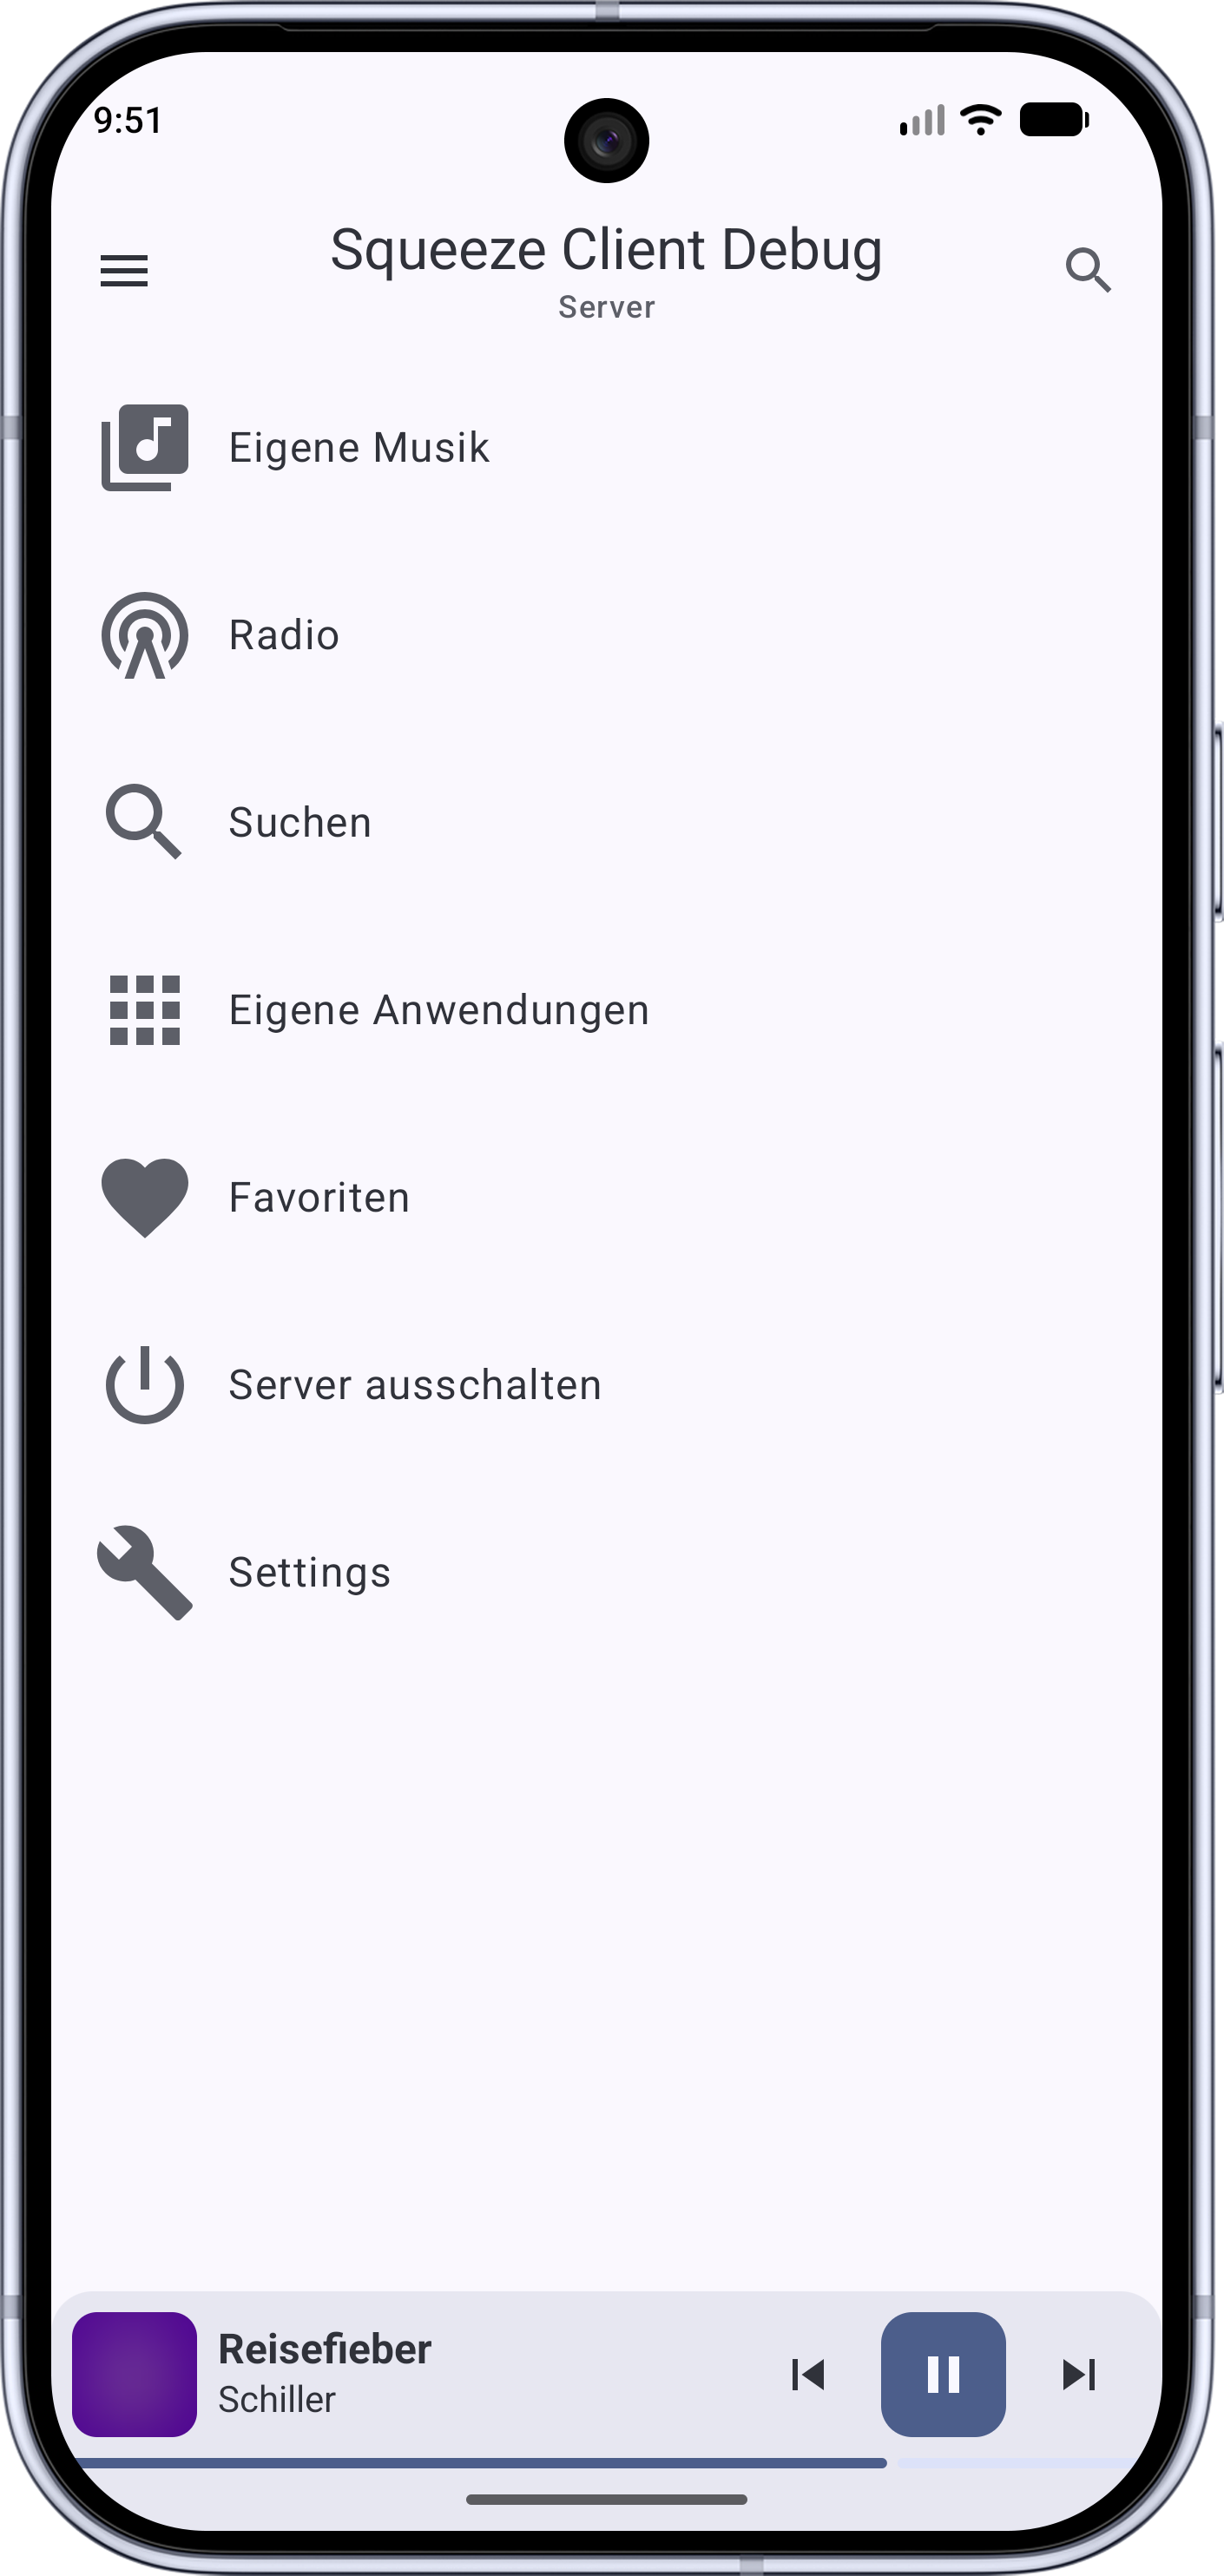 9:51
Squeeze Client Debug
Server
Eigene Musik
Radio
Suchen
Eigene Anwendungen
Favoriten
Server ausschalten
Settings
Reisefieber
Schiller